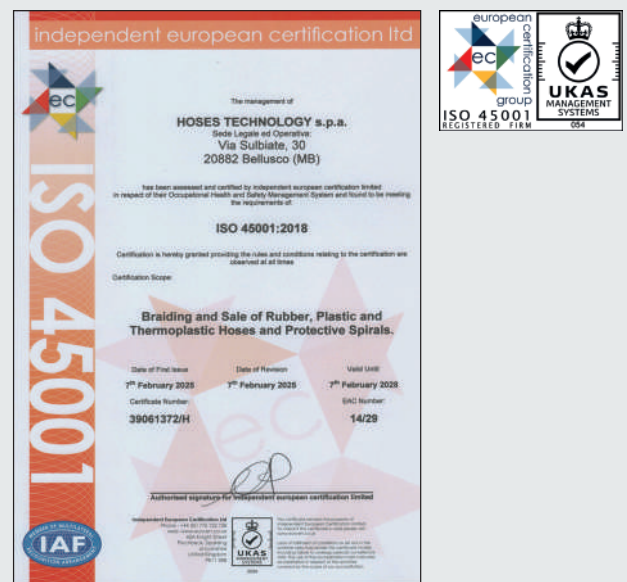 independent european certification ltd
ec
ISO 45001
The management of
HOSES TECHNOLOGY s.p.a.
Sede Legale ed Operativa:
Via Sulbiate, 30
20882 Bellusco (MB)
has been assessed and certified by independent european certification limited
in respect of their Occupational Health and Safety Management System and found to be meeting
the requirements of:
ISO 45001:2018
Certification is hereby granted providing the rules and conditions relating to the certification are
observed at all times
Certification Scope:
Braiding and Sale of Rubber, Plastic and
Thermoplastic Hoses and Protective Spirals.
Date of First Issue
Date of Revision
Valid Until
7th February 2025
7th February 2025
7th February 2028
Certificate Number:
EAC Number:
39061372/H
14/29
ec
Authorised signature for independent european certification limited
Independent European Certification Ltd
United Kingdom
IAF
UKAS
MANAGEMENT
SYSTEMS
european
certification
group
ec
ISO 45001
REGISTERED FIRM
UKAS
MANAGEMENT
SYSTEMS
054